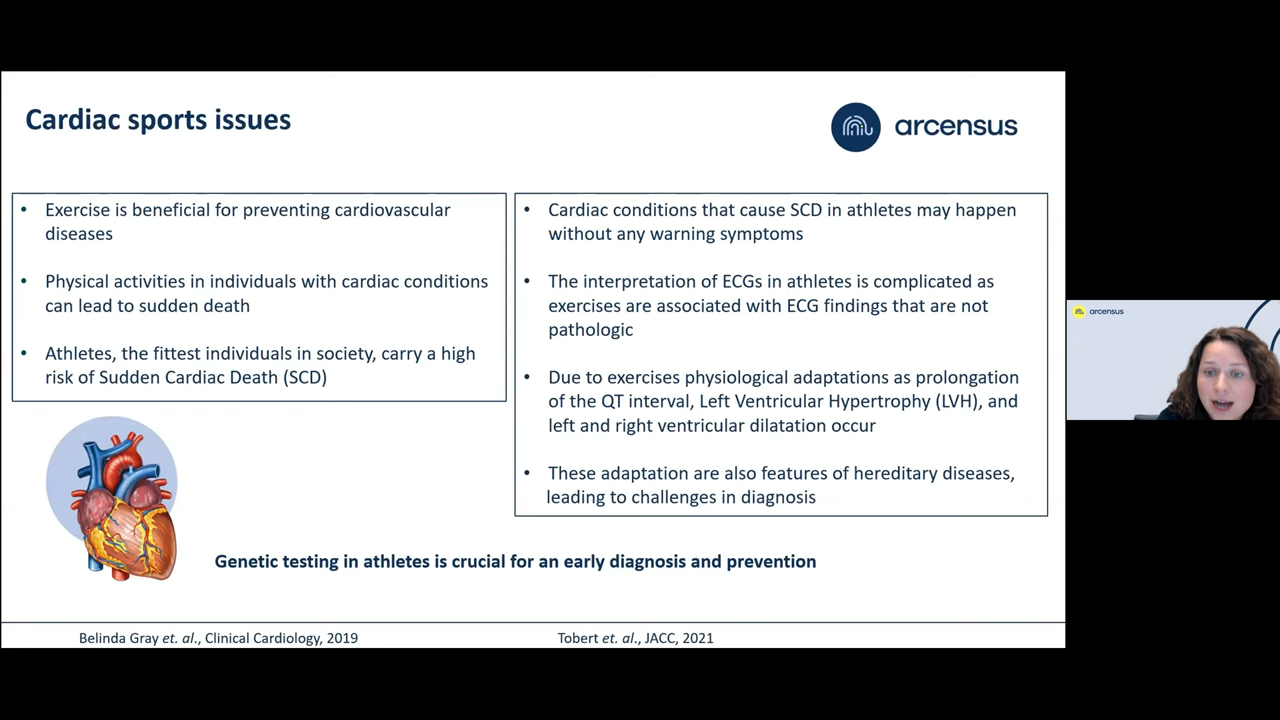 Cardiac sports issues
arcensus
• Exercise is beneficial for preventing cardiovascular
diseases
• Physical activities in individuals with cardiac conditions
can lead to sudden death
• Athletes, the fittest individuals in society, carry a high
risk of Sudden Cardiac Death (SCD)
• Cardiac conditions that cause SCD in athletes may happen
without any warning symptoms
• The interpretation of ECGs in athletes is complicated as
exercises are associated with ECG findings that are not
pathologic
• Due to exercises physiological adaptations as prolongation
of the QT interval, Left Ventricular Hypertrophy (LVH), and
left and right ventricular dilatation occur
• These adaptation are also features of hereditary diseases,
leading to challenges in diagnosis
Genetic testing in athletes is crucial for an early diagnosis and prevention
Belinda Gray et. al., Clinical Cardiology, 2019
Tobert et. al., JACC, 2021
arcensus